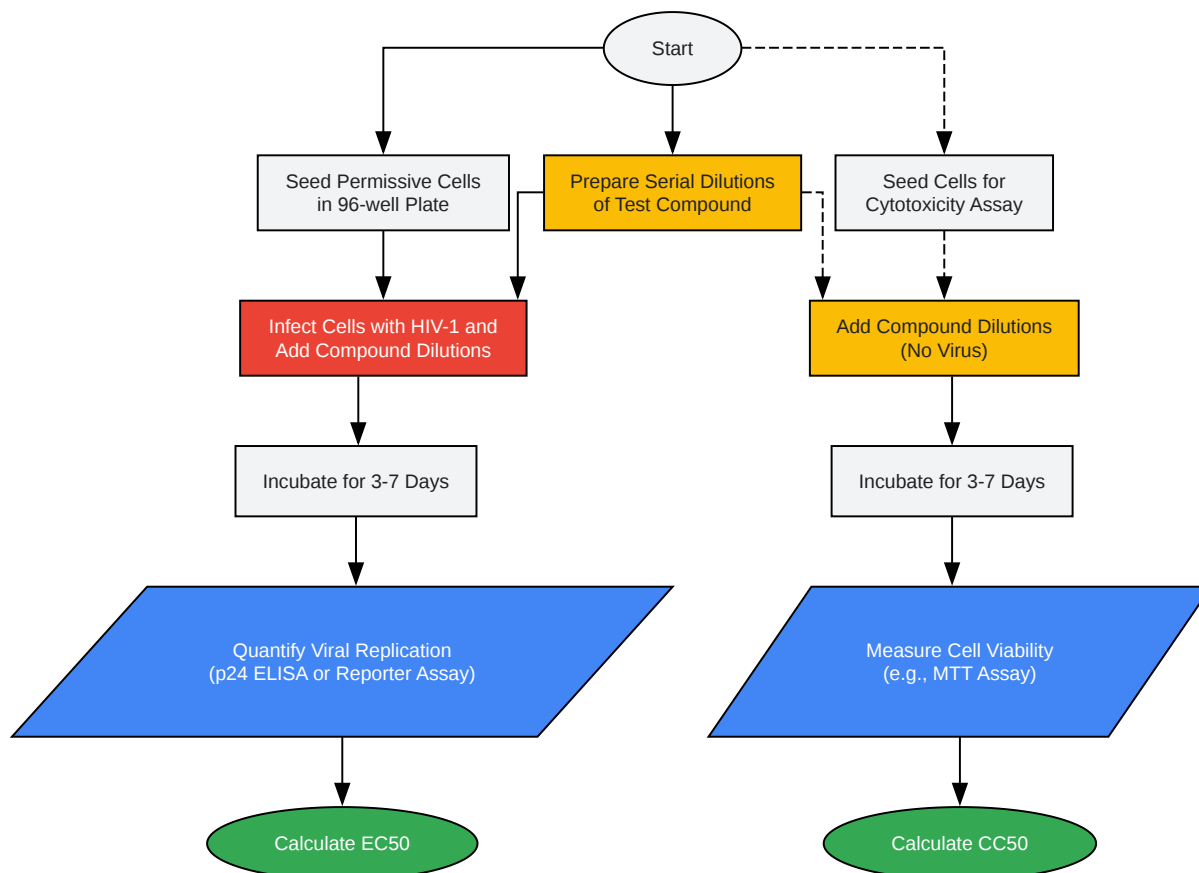 Start
Seed Permissive Cells
in 96-well Plate
Prepare Serial Dilutions
of Test Compound
Seed Cells for
Cytotoxicity Assay
Infect Cells with HIV-1 and
Add Compound Dilutions
Add Compound Dilutions
(No Virus)
Incubate for 3-7 Days
Incubate for 3-7 Days
Quantify Viral Replication
(p24 ELISA or Reporter Assay)
Measure Cell Viability
(e.g., MTT Assay)
Calculate EC50
Calculate CC50